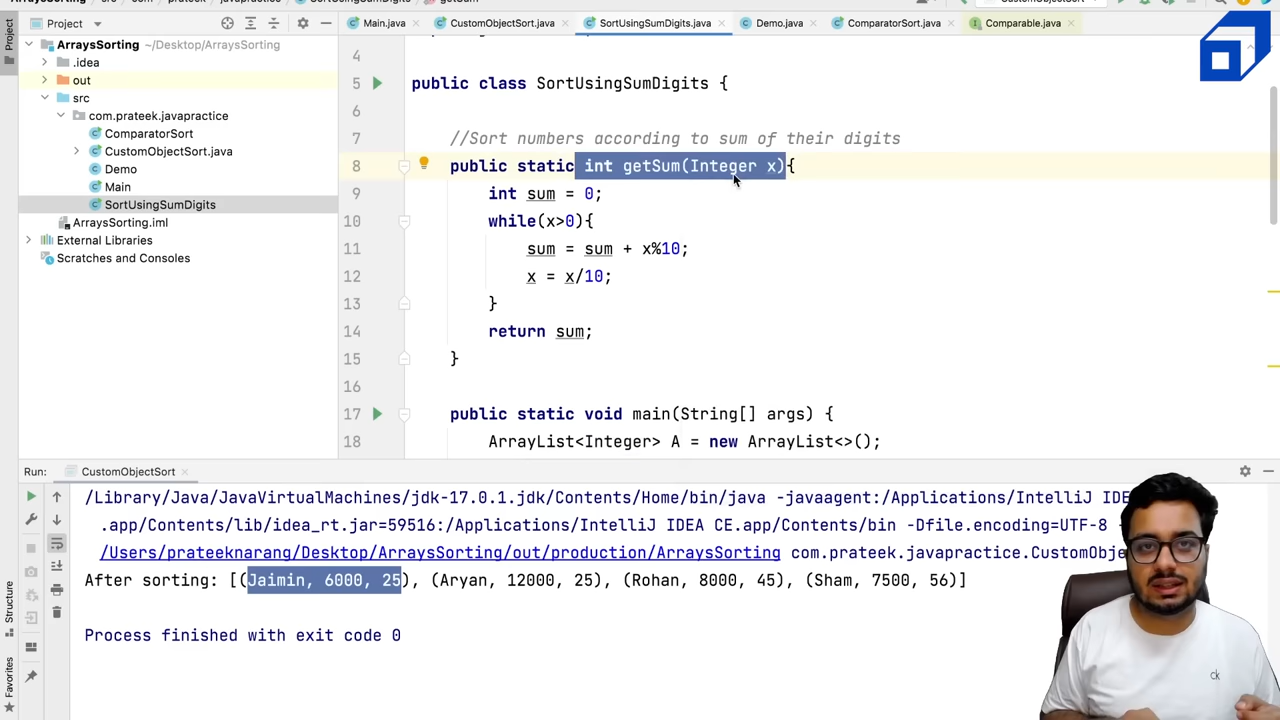 Project
ArraysSorting ~/Desktop/ArraysSorting
.idea
out
src
com.prateek.javapractice
ComparatorSort
CustomObjectSort.java
Demo
Main
SortUsingSumDigits
ArraysSorting.iml
External Libraries
Scratches and Consoles
Project
Structure
Favorites
Main.java
CustomObjectSort.java
SortUsingSumDigits.java
Demo.java
ComparatorSort.java
Comparable.java
4
5 public class SortUsingSumDigits {
6
7 //Sort numbers according to sum of their digits
8 public static int getSum(Integer x){
9 int sum = 0;
10 while(x>0){
11 sum = sum + x%10;
12 x = x/10;
13 }
14 return sum;
15 }
16
17 public static void main(String[] args) {
18 ArrayList<Integer> A = new ArrayList<>();
Run: CustomObjectSort
/Library/Java/JavaVirtualMachines/jdk-17.0.1.jdk/Contents/Home/bin/java -javaagent:/Applications/IntelliJ IDE
.app/Contents/lib/idea_rt.jar=59516:/Applications/IntelliJ IDEA CE.app/Contents/bin -Dfile.encoding=UTF-8
/Users/prateeknarang/Desktop/ArraysSorting/out/production/ArraysSorting com.prateek.javapractice.CustomObje
After sorting: [(Jaimin, 6000, 25), (Aryan, 12000, 25), (Rohan, 8000, 45), (Sham, 7500, 56)]
Process finished with exit code 0
ck